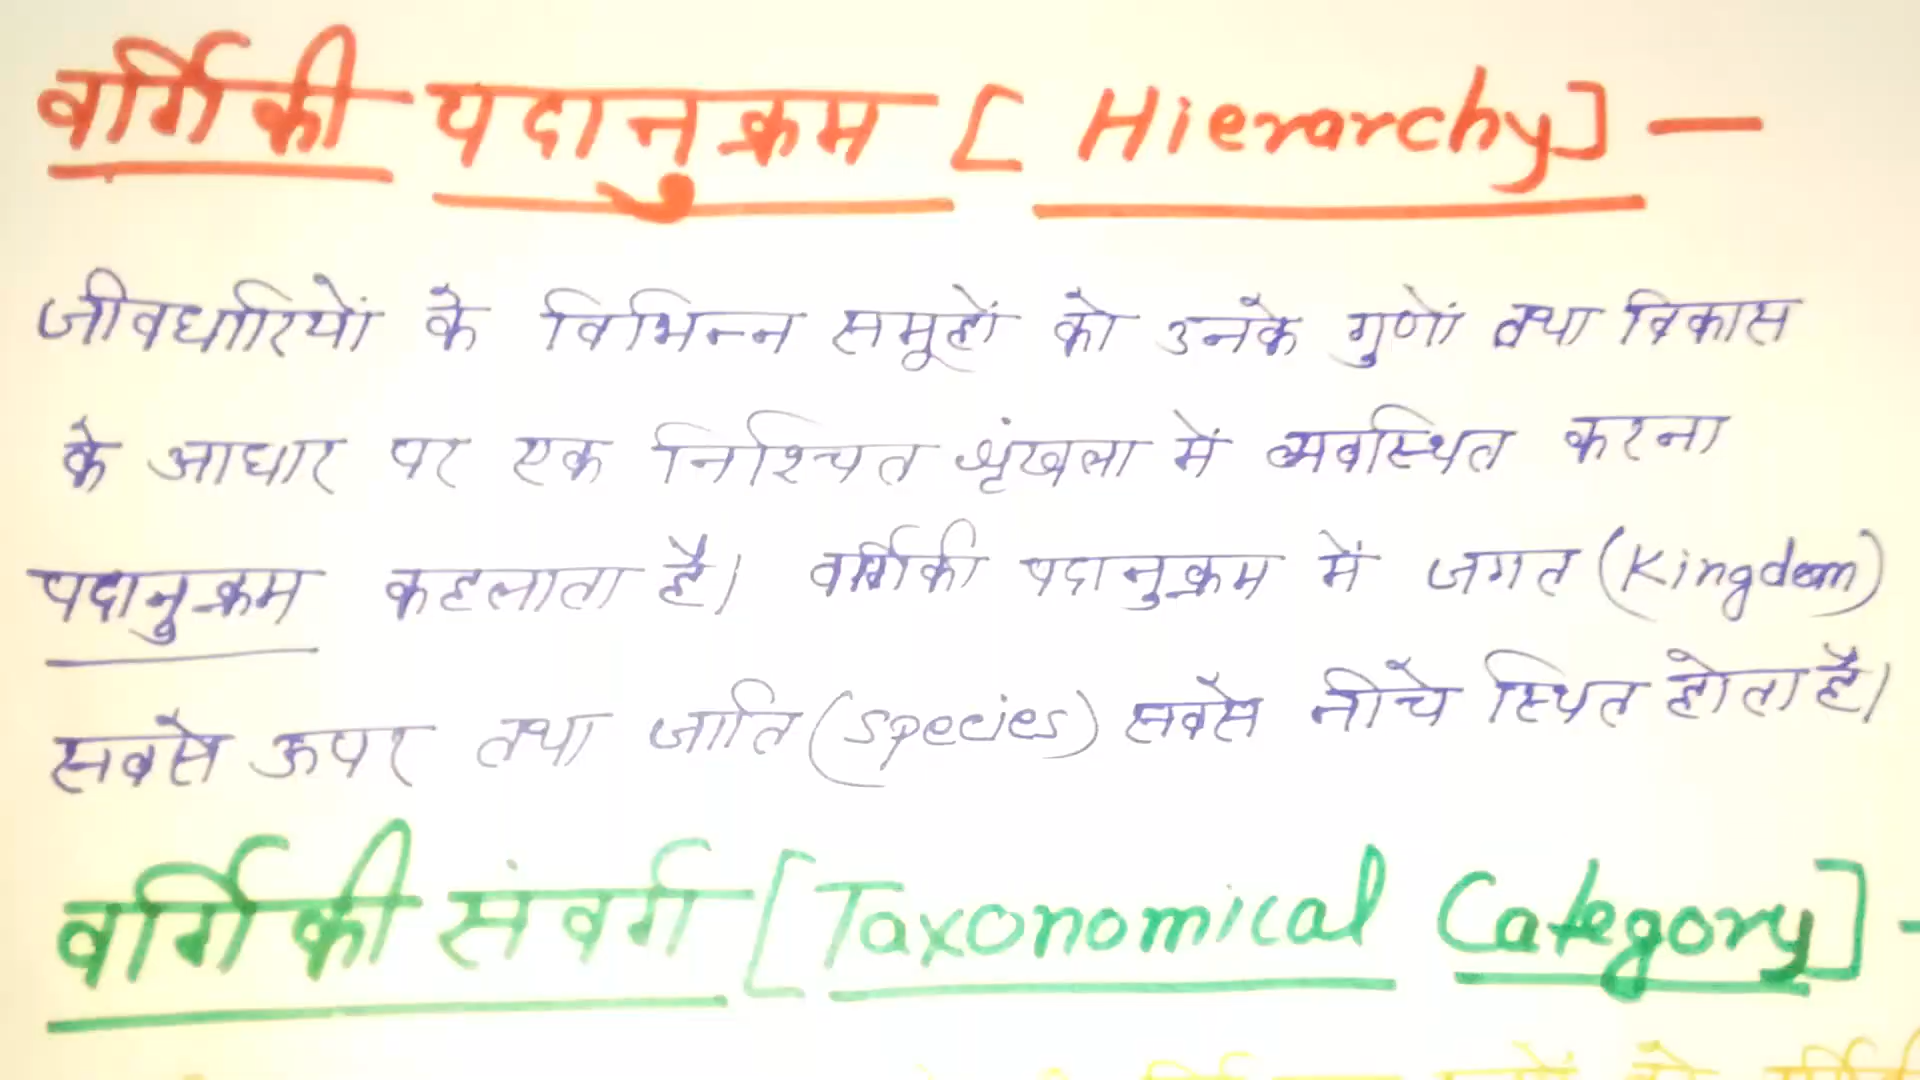 वर्गिकी पदानुक्रम [ Hierarchy] —
जीवधारियों के विभिन्न समूहों को उनके गुणों तथा विकास
के आधार पर एक निश्चित श्रृंखला में व्यवस्थित करना
पदानुक्रम कहलाता है। वर्गिकी पदानुक्रम में जगत (Kingdom)
सबसे ऊपर तथा जाति (species) सबसे नीचे स्थित होता है।
वर्गिकी संवर्ग [Taxonomical Category] -